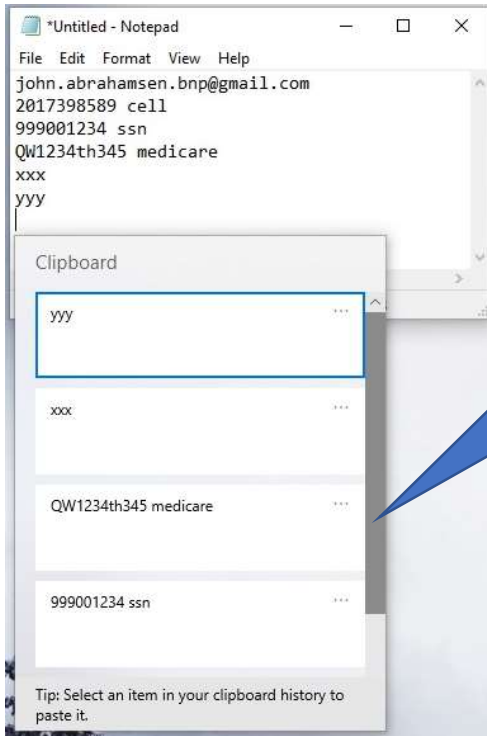 *Untitled - Notepad
File Edit Format View Help
john.abrahamsen.bnp@gmail.com
2017398589 cell
999001234 ssn
QW1234th345 medicare
xxx
yyy
Clipboard
yyy
xxx
QW1234th345 medicare
999001234 ssn
Tip: Select an item in your clipboard history to
paste it.